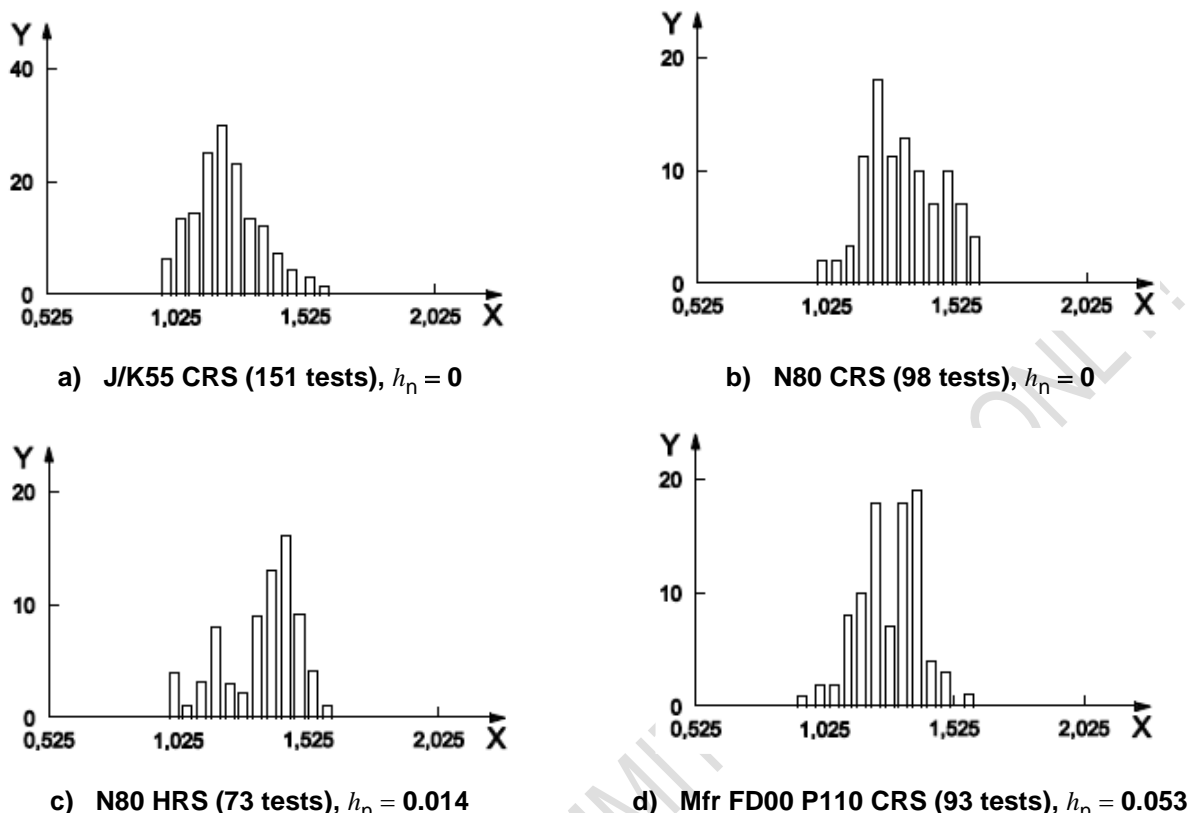 Y
40
20
0
0,525 1,025 1,525 2,025 X
a) J/K55 CRS (151 tests), hn = 0
Y
20
10
0
0,525 1,025 1,525 2,025 X
b) N80 CRS (98 tests), hn = 0
Y
20
10
0
0,525 1,025 1,525 2,025 X
c) N80 HRS (73 tests), hn = 0.014
Y
20
10
0
0,525 1,025 1,525 2,025 X
d) Mfr FD00 P110 CRS (93 tests), hn = 0.053
ONLY